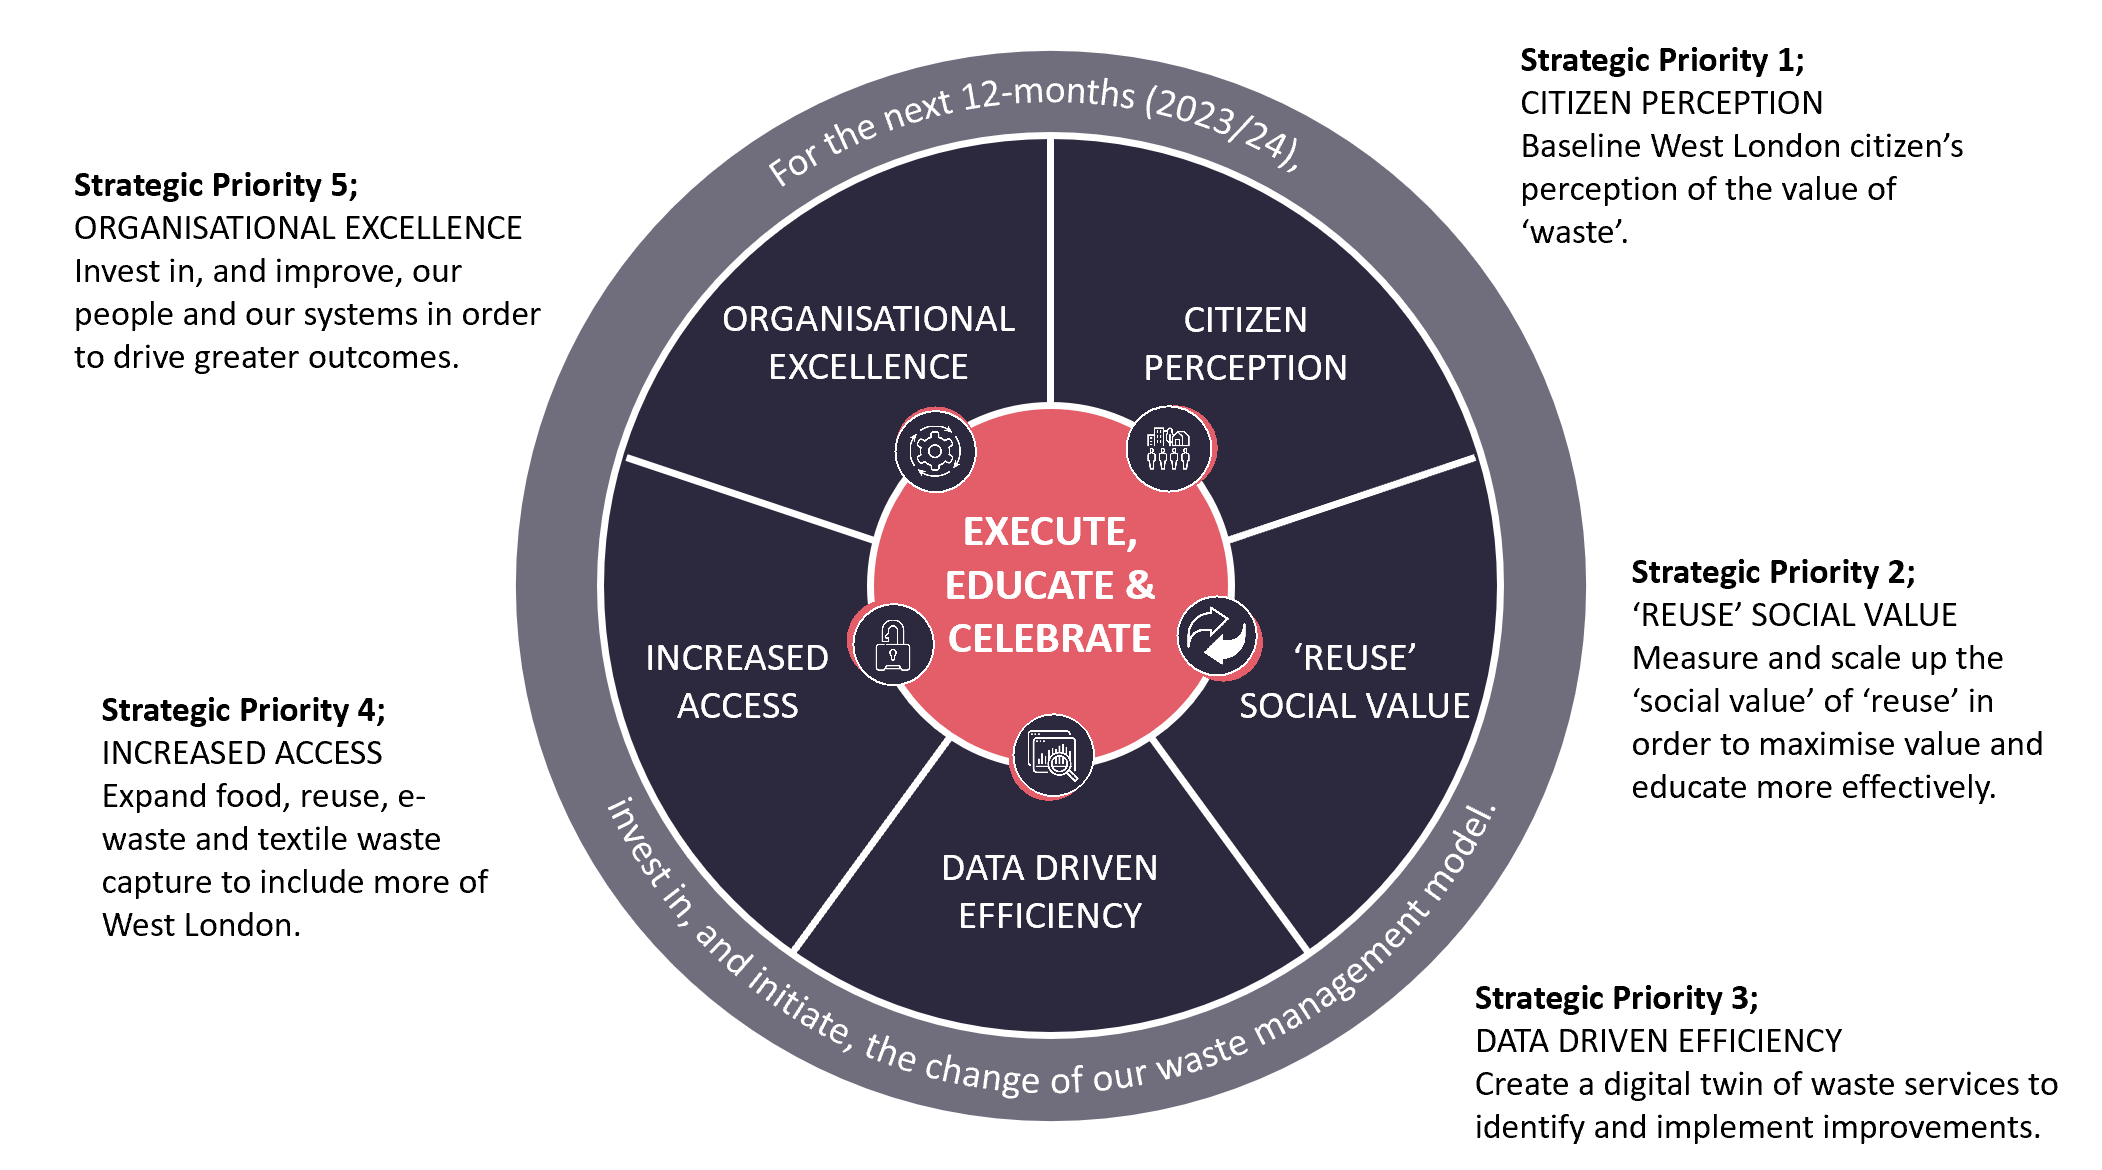 For the next 12-months (2023/24),
invest in, and initiate, the change of our waste management model.
ORGANISATIONAL
EXCELLENCE
CITIZEN
PERCEPTION
‘REUSE’
SOCIAL VALUE
DATA DRIVEN
EFFICIENCY
INCREASED
ACCESS
EXECUTE,
EDUCATE &
CELEBRATE
Strategic Priority 1;
CITIZEN PERCEPTION
Baseline West London citizen’s
perception of the value of
‘waste’.
Strategic Priority 2;
‘REUSE’ SOCIAL VALUE
Measure and scale up the
‘social value’ of ‘reuse’ in
order to maximise value and
educate more effectively.
Strategic Priority 3;
DATA DRIVEN EFFICIENCY
Create a digital twin of waste services to
identify and implement improvements.
Strategic Priority 4;
INCREASED ACCESS
Expand food, reuse, e-
waste and textile waste
capture to include more of
West London.
Strategic Priority 5;
ORGANISATIONAL EXCELLENCE
Invest in, and improve, our
people and our systems in order
to drive greater outcomes.